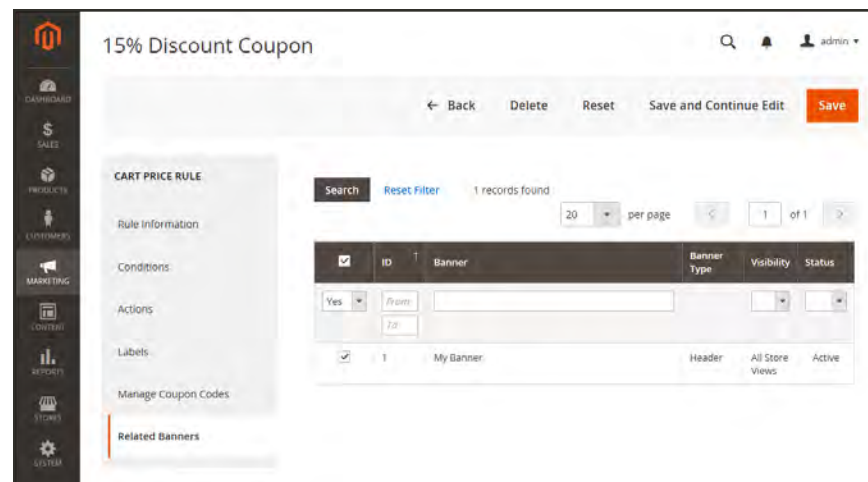 15% Discount Coupon
admin
← Back Delete Reset Save and Continue Edit Save
DASHBOARD
SALES
PRODUCTS
CUSTOMERS
MARKETING
CONTENT
REPORTS
STORES
SYSTEM
CART PRICE RULE
Rule Information
Conditions
Actions
Labels
Manage Coupon Codes
Related Banners
Search Reset Filter 1 records found
20 per page 1 of 1
ID ↑ Banner Banner Type Visibility Status
Yes From
To
1 My Banner Header All Store Views Active